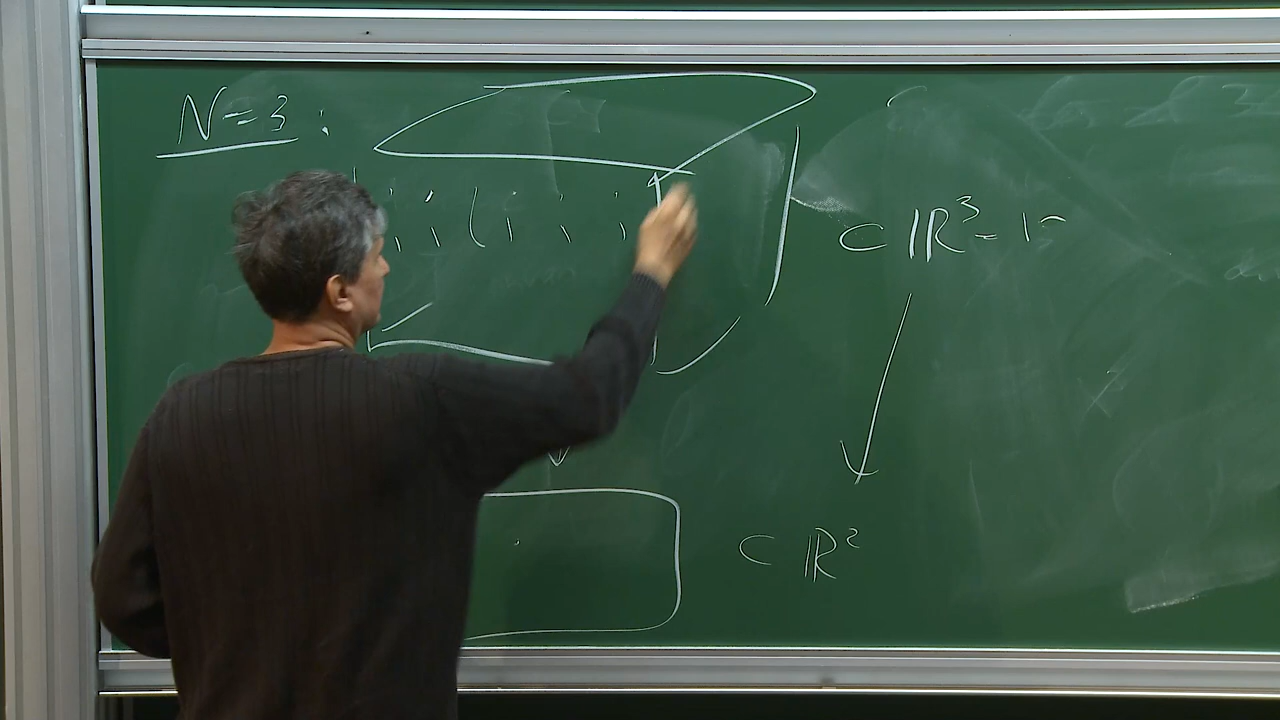 N=3 :
⊂ ℝ³
⊂ ℝ²